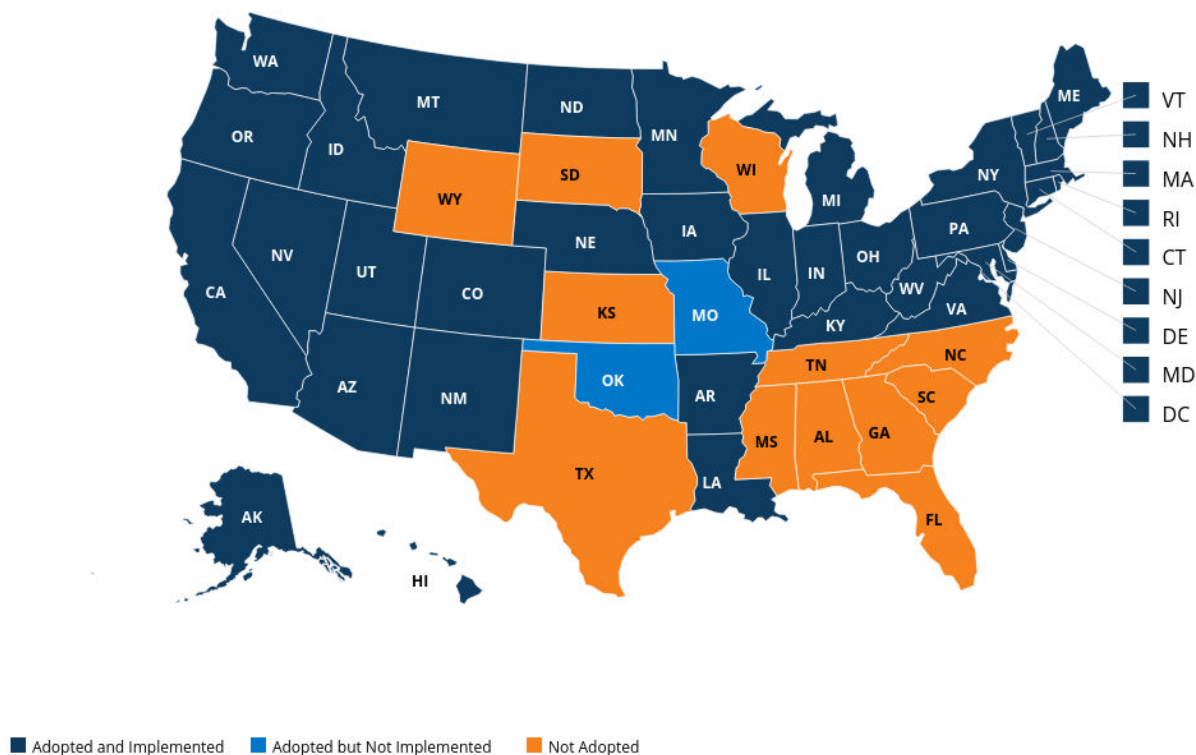 WA
MT
ND
MN
ME
VT
OR
ID
SD
WI
NH
WY
MI
NY
MA
RI
NV
UT
CO
NE
IA
PA
CT
CA
KS
MO
IL
IN
OH
WV
VA
NJ
KY
DE
AZ
NM
OK
AR
TN
NC
MD
SC
DC
MS
AL
GA
TX
LA
FL
AK
HI
Adopted and Implemented
Adopted but Not Implemented
Not Adopted